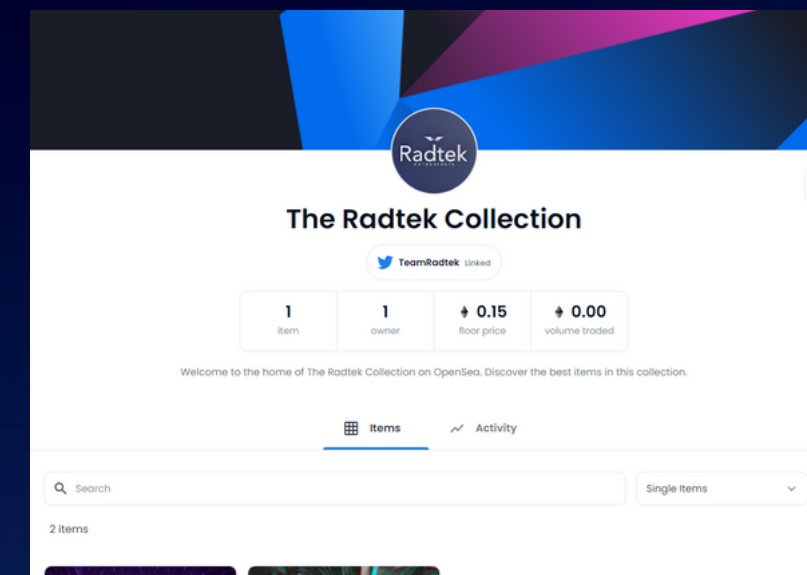 Radtek
The Radtek Collection
TeamRadtek Linked
1
item
1
owner
0.15
floor price
0.00
volume traded
Welcome to the home of The Radtek Collection on OpenSea. Discover the best items in this collection.
Items
Activity
Search
Single Items
2 items